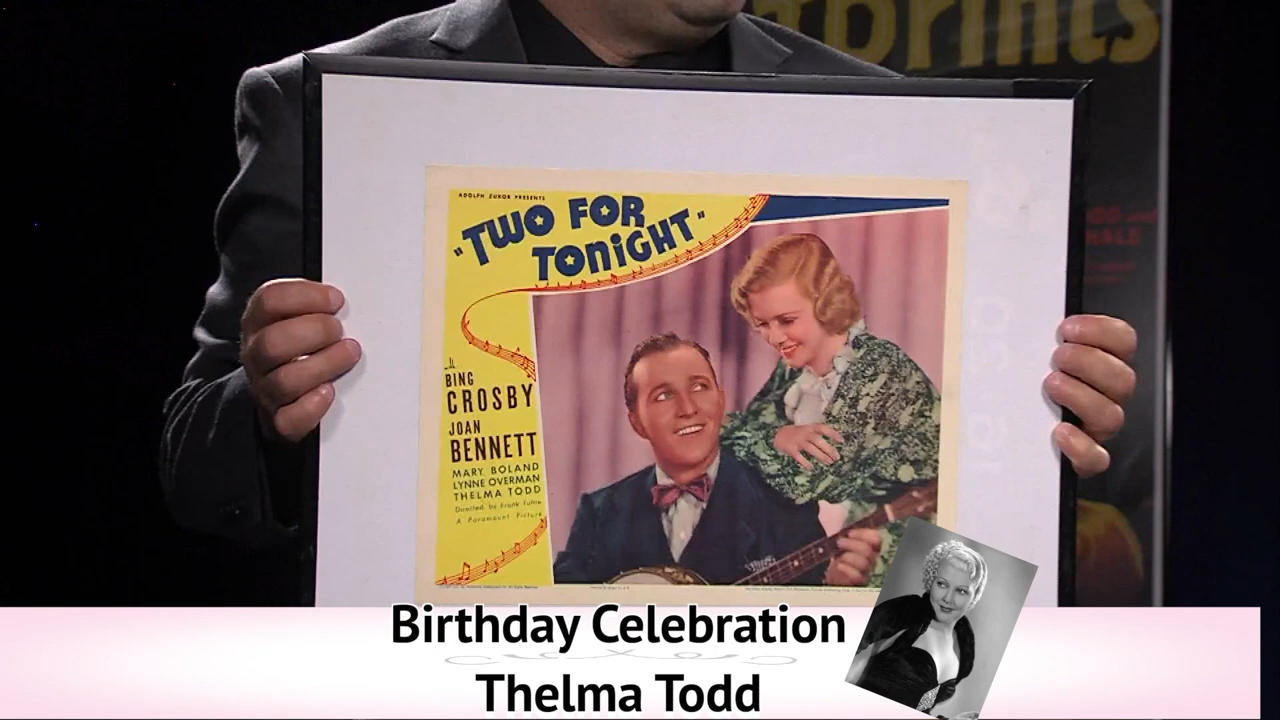 tprints
ADOLPH ZUKOR PRESENTS
"TWO FOR
TONIGHT"
BING
CROSBY
JOAN
BENNETT
MARY BOLAND
LYNNE OVERMAN
THELMA TODD
Directed by Frank Tuttle
A Paramount Picture
Birthday Celebration
Thelma Todd